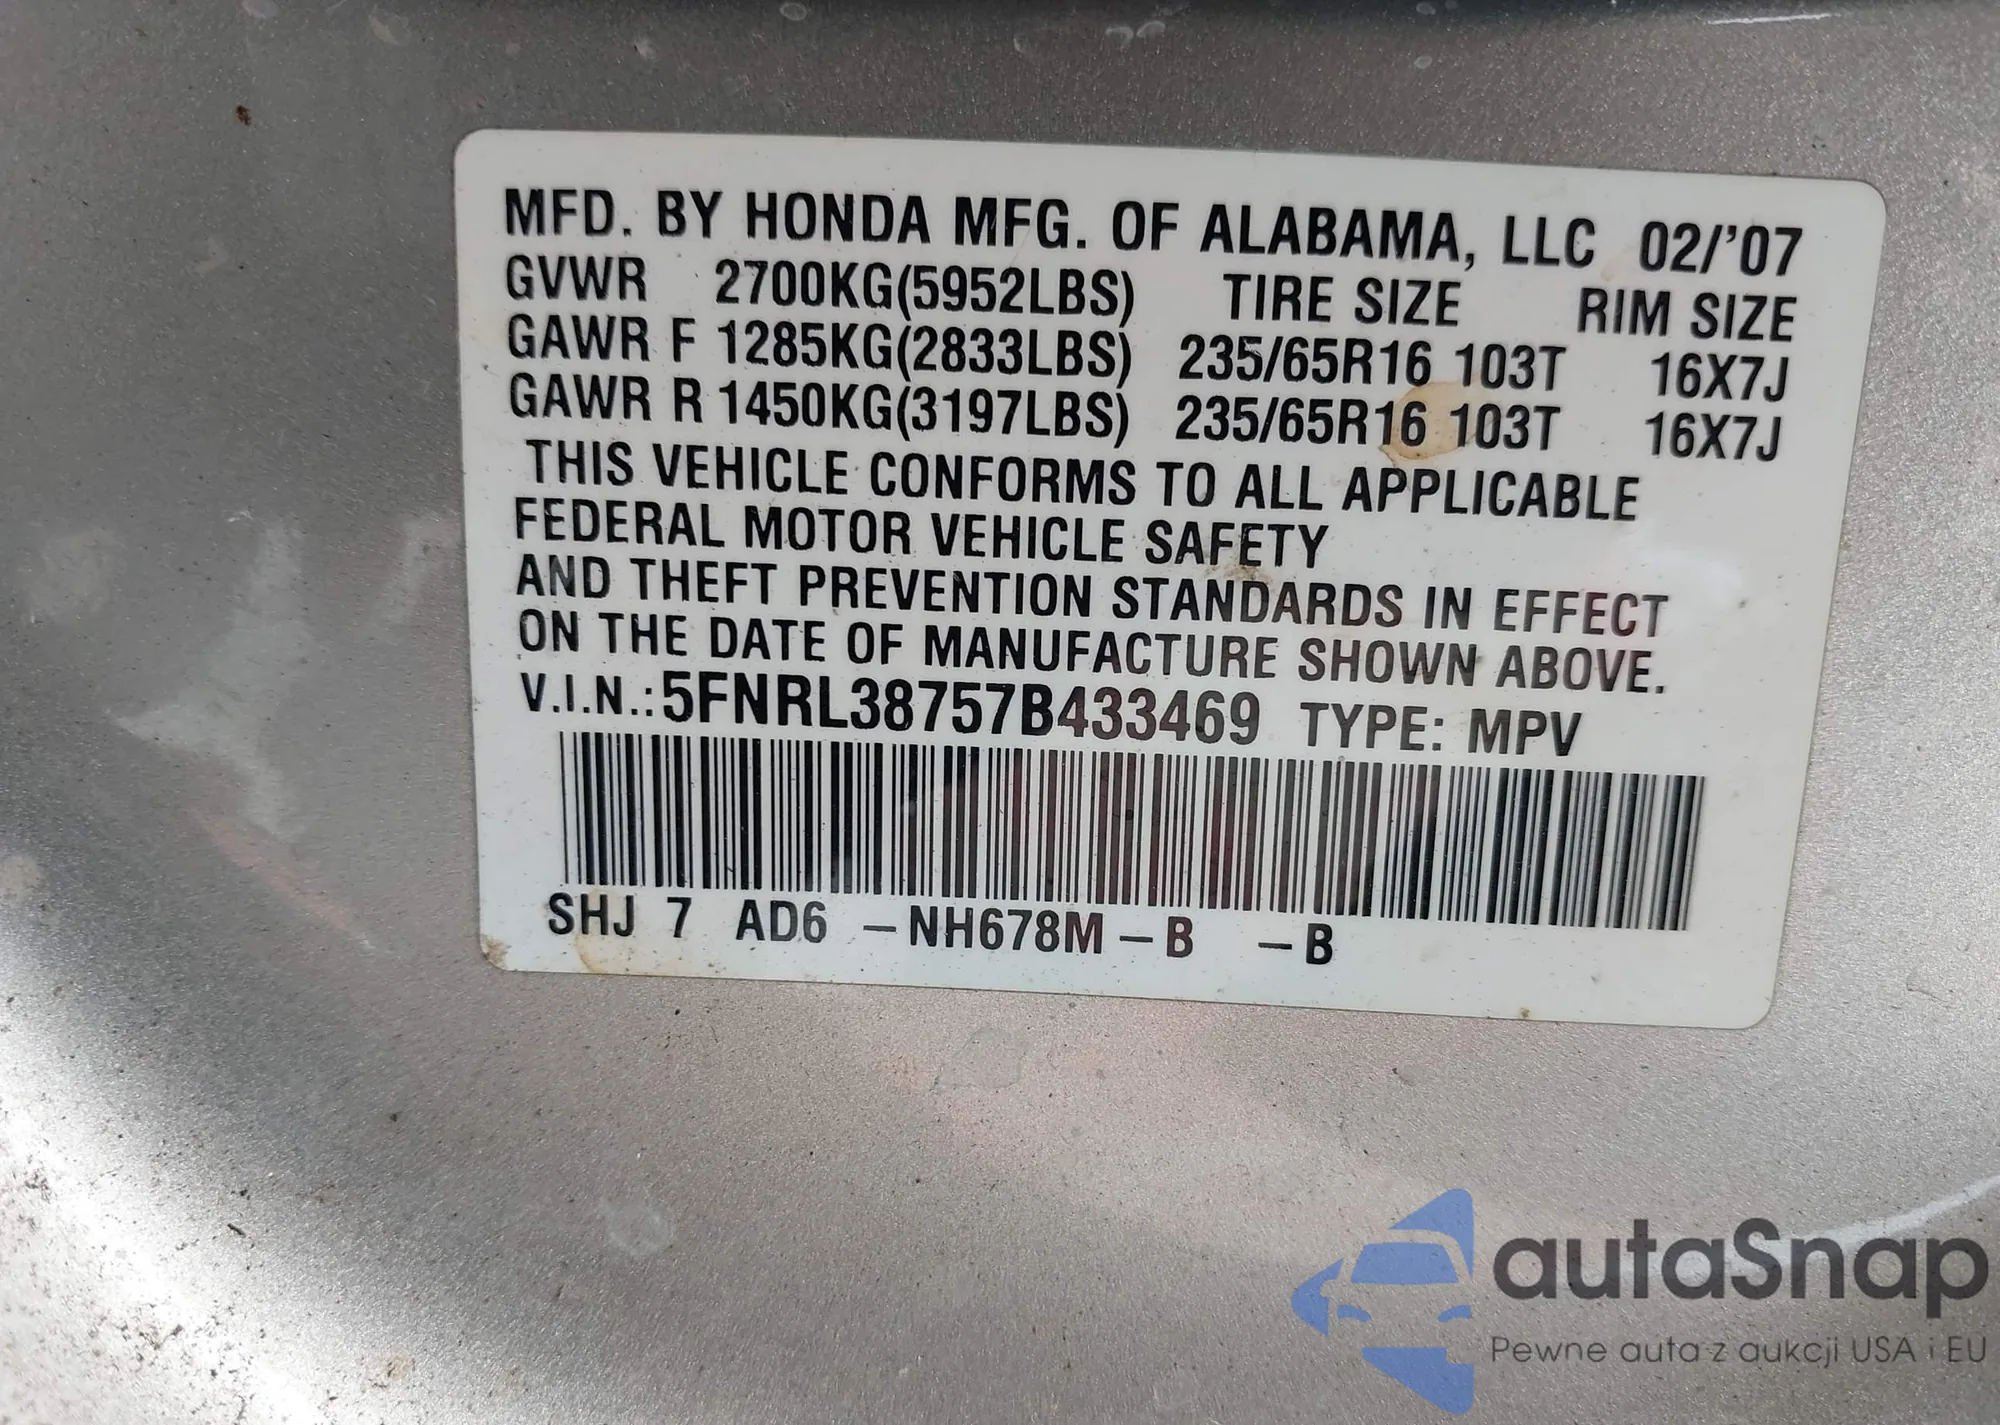 MFD. BY HONDA MFG. OF ALABAMA, LLC 02/'07
GVWR 2700KG(5952LBS) TIRE SIZE RIM SIZE
GAWR F 1285KG(2833LBS) 235/65R16 103T 16X7J
GAWR R 1450KG(3197LBS) 235/65R16 103T 16X7J
THIS VEHICLE CONFORMS TO ALL APPLICABLE
FEDERAL MOTOR VEHICLE SAFETY
AND THEFT PREVENTION STANDARDS IN EFFECT
ON THE DATE OF MANUFACTURE SHOWN ABOVE.
V.I.N.:5FNRL38757B433469 TYPE: MPV
SHJ 7 AD6 –NH678M –B –B
autaSnap
Pewne auta z aukcji USA i EU